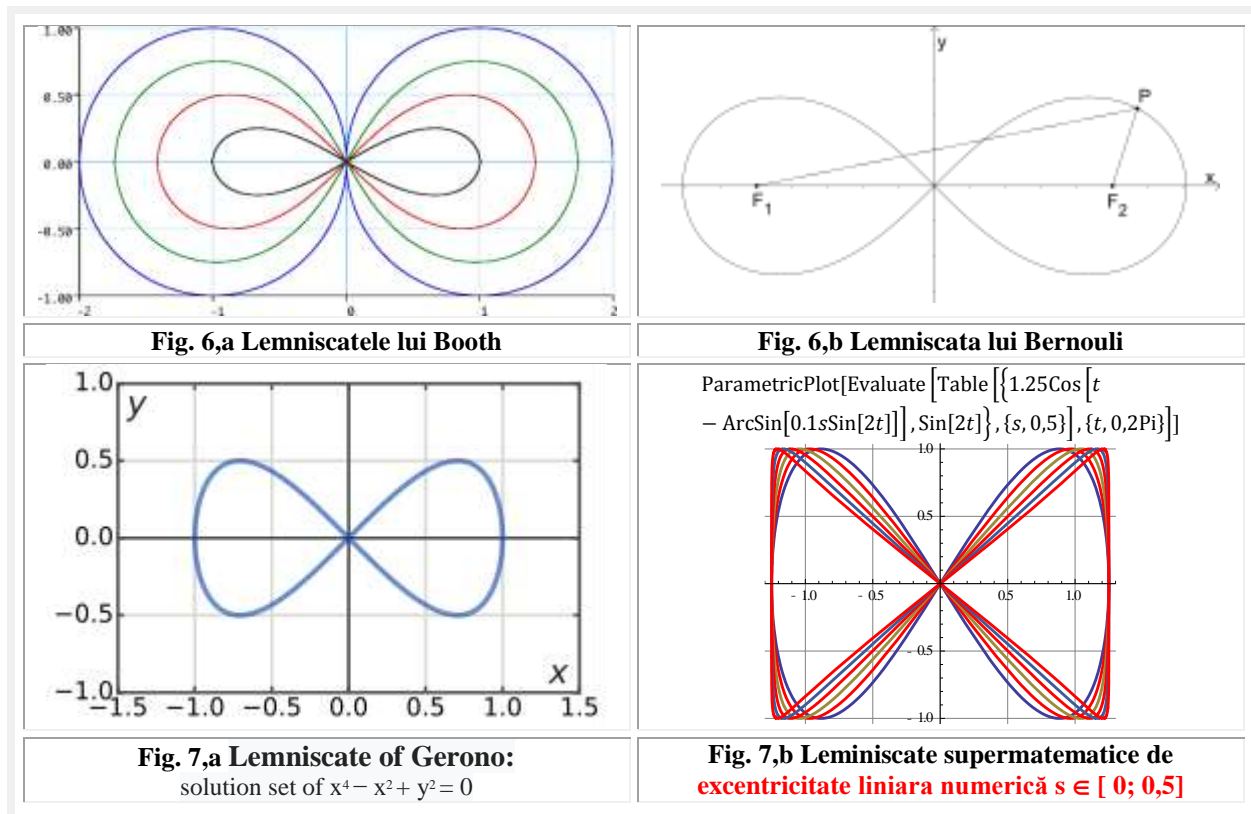 1.00
0.50
0.00
-0.50
-1.00
-2 -1 0 1 2
y
P
x
F1
F2
Fig. 6,a Lemniscatele lui Booth
Fig. 6,b Lemniscata lui Bernouli
1.0
y
0.5
0.0
−0.5
x
−1.0
−1.5 −1.0 −0.5 0.0 0.5 1.0 1.5
ParametricPlot[Evaluate [Table [{1.25Cos [t
− ArcSin[0.1sSin[2t]]] , Sin[2t]} , {s, 0,5}] , {t, 0,2Pi}]]
1.0
0.5
- 1.0 - 0.5 0.5 1.0
- 0.5
- 1.0
Fig. 7,a Lemniscate of Gerono:
solution set of x⁴ − x² + y² = 0
Fig. 7,b Leminiscate supermatematice de
excentricitate liniara numerică s ∈ [ 0; 0,5]